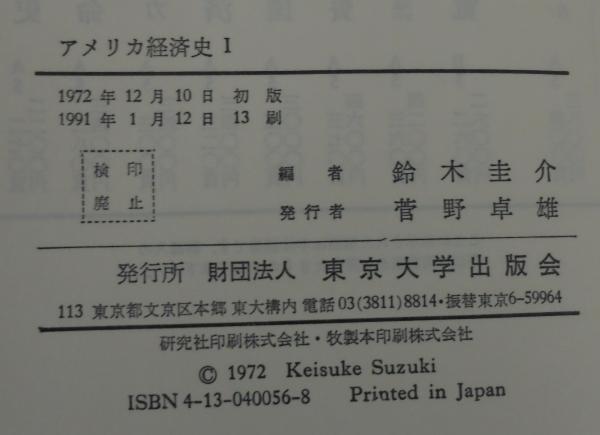 アメリカ経済史 I
1972 年 12 月 10 日 初 版
1991 年 1 月 12 日 13 刷
検 印
廃 止
編 者 鈴 木 圭 介
発 行 者 菅 野 卓 雄
発行所 財団法人 東京大学出版会
113 東京都文京区本郷 東大構内 電話 03 (3811) 8814・振替東京6-59964
研究社印刷株式会社・牧製本印刷株式会社
© 1972 Keisuke Suzuki
ISBN 4-13-040056-8 Printed in Japan